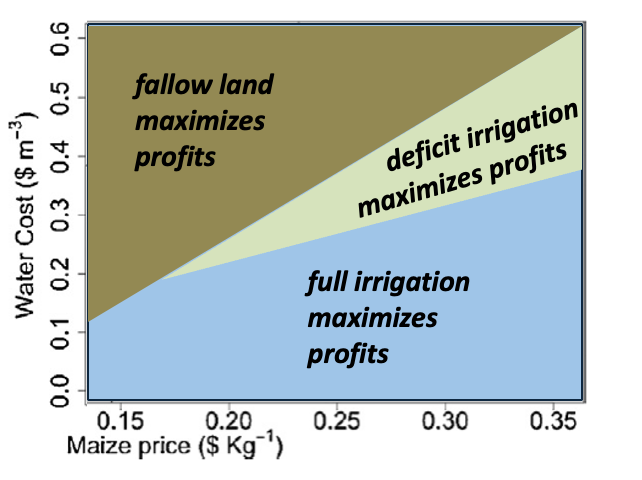 0.6
0.5
0.4
0.3
0.2
0.1
0.0
Water Cost ($ m⁻³)
fallow land
maximizes
profits
deficit irrigation
maximizes profits
full irrigation
maximizes
profits
0.15 0.20 0.25 0.30 0.35
Maize price ($ Kg⁻¹)